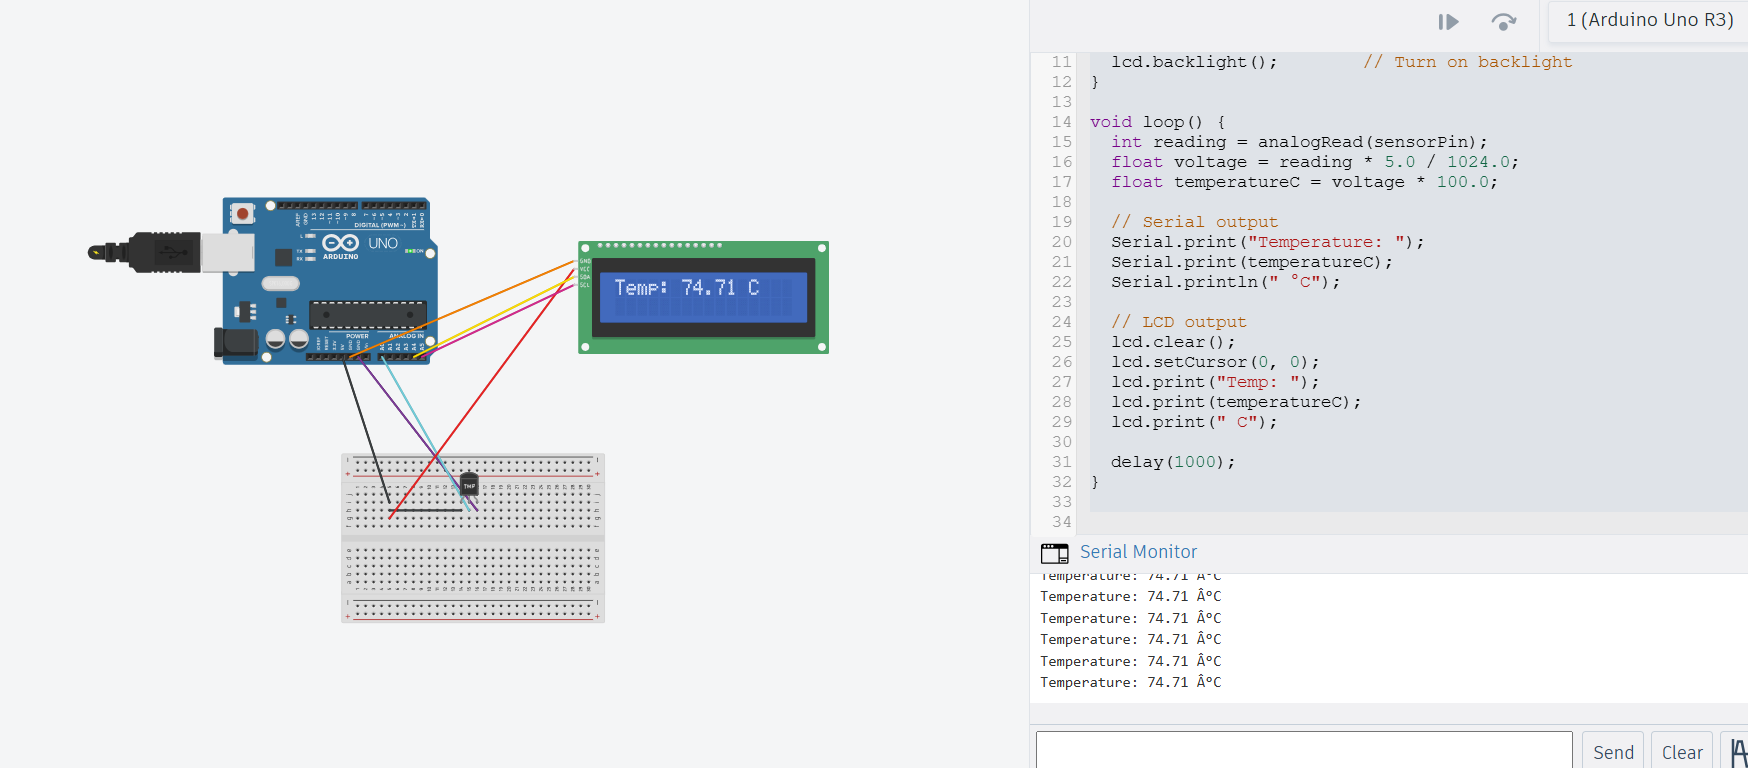 1 (Arduino Uno R3)
11 lcd.backlight(); // Turn on backlight
12 }
13
14 void loop() {
15 int reading = analogRead(sensorPin);
16 float voltage = reading * 5.0 / 1024.0;
17 float temperatureC = voltage * 100.0;
18
19 // Serial output
20 Serial.print("Temperature: ");
21 Serial.print(temperatureC);
22 Serial.println(" °C");
23
24 // LCD output
25 lcd.clear();
26 lcd.setCursor(0, 0);
27 lcd.print("Temp: ");
28 lcd.print(temperatureC);
29 lcd.print(" C");
30
31 delay(1000);
32 }
33
34
Serial Monitor
Temperature: 74.71 Â°C
Temperature: 74.71 Â°C
Temperature: 74.71 Â°C
Temperature: 74.71 Â°C
Temperature: 74.71 Â°C
Temperature: 74.71 Â°C
Send Clear
DIGITAL (PWM ~)
UNO
ARDUINO
ON
L
TX
RX
POWER
ANALOG IN
GND
VCC
SDA
SCL
Temp: 74.71 C
TMP